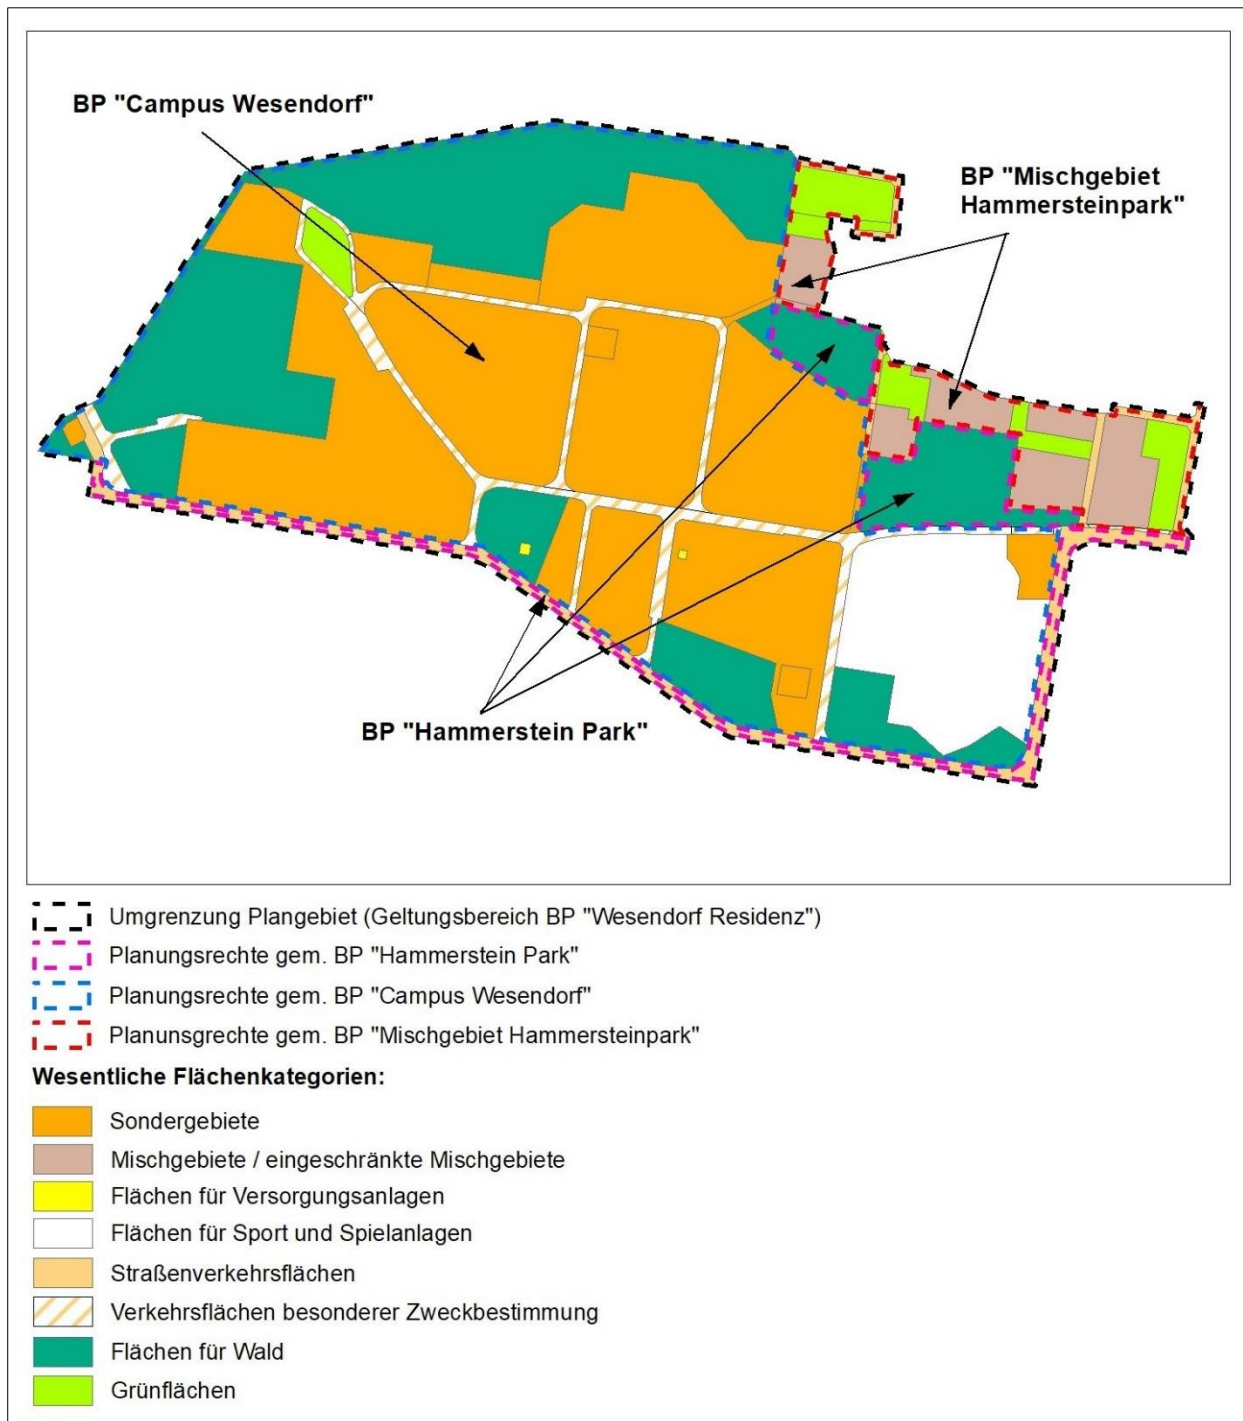 BP "Campus Wesendorf"
BP "Mischgebiet
Hammersteinpark"
BP "Hammerstein Park"
Umgrenzung Plangebiet (Geltungsbereich BP "Wesendorf Residenz")
Planungsrechte gem. BP "Hammerstein Park"
Planungsrechte gem. BP "Campus Wesendorf"
Planunsgrechte gem. BP "Mischgebiet Hammersteinpark"
Wesentliche Flächenkategorien:
Sondergebiete
Mischgebiete / eingeschränkte Mischgebiete
Flächen für Versorgungsanlagen
Flächen für Sport und Spielanlagen
Straßenverkehrsflächen
Verkehrsflächen besonderer Zweckbestimmung
Flächen für Wald
Grünflächen